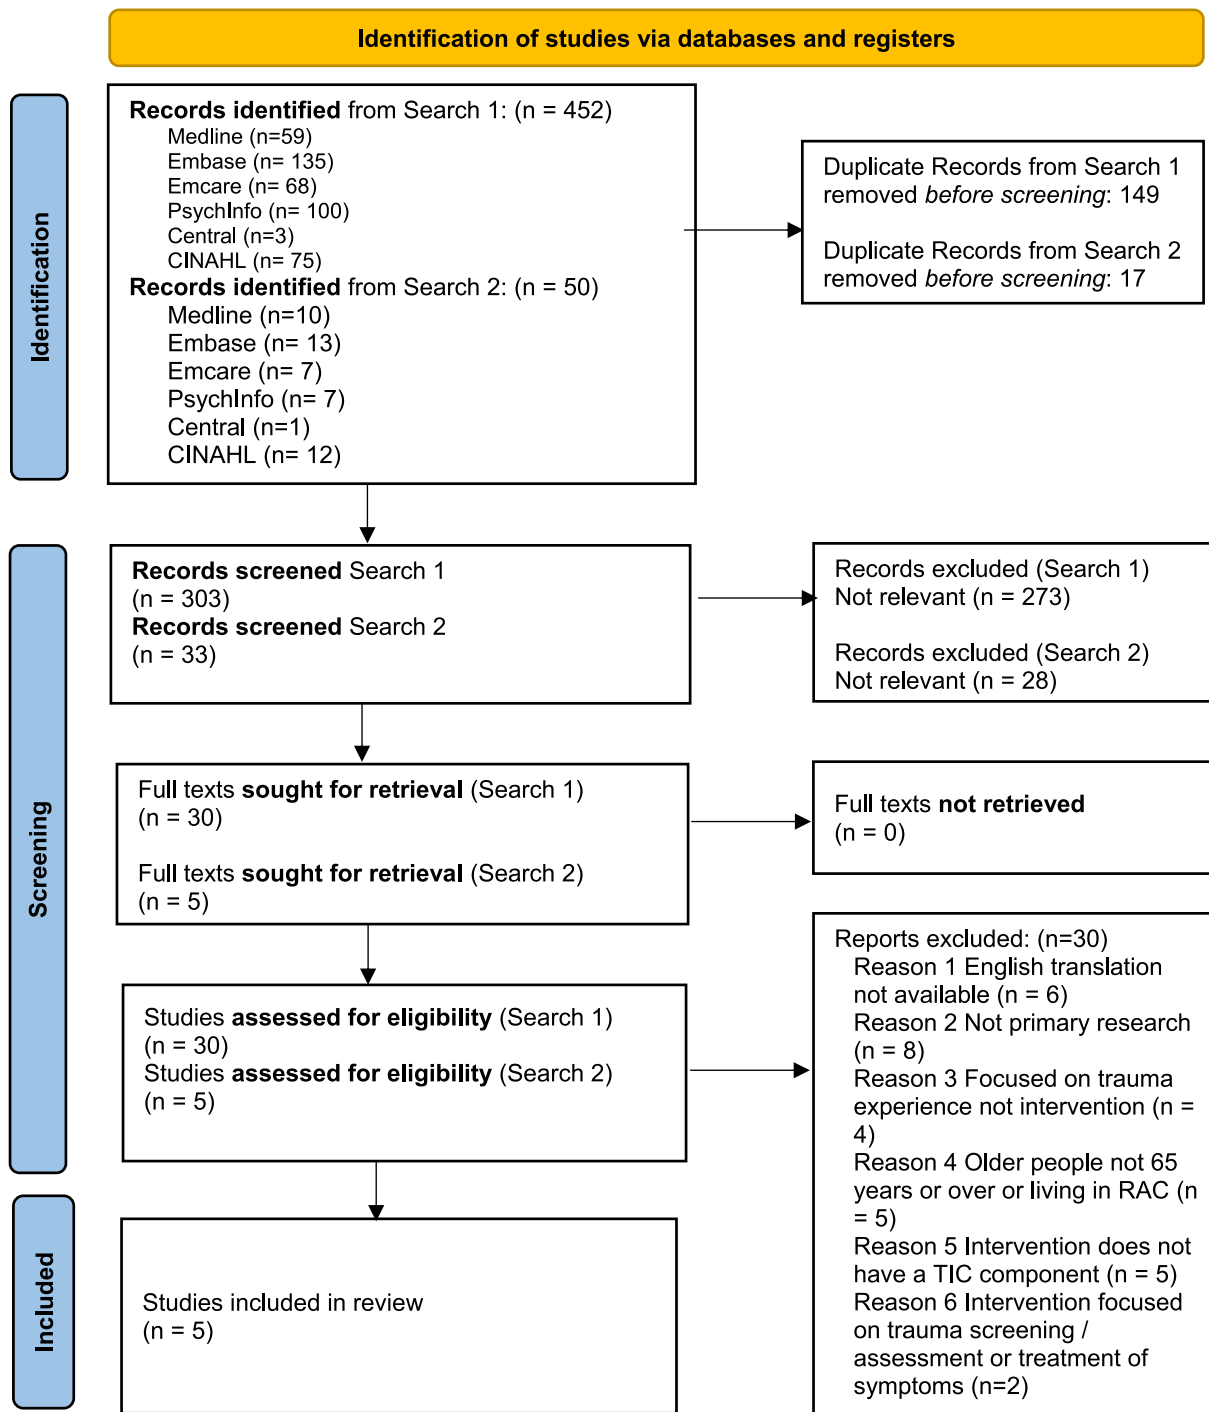 Identification of studies via databases and registers
Identification
Records identified from Search 1: (n = 452)
Medline (n=59)
Embase (n= 135)
Emcare (n= 68)
PsychInfo (n= 100)
Central (n=3)
CINAHL (n= 75)
Records identified from Search 2: (n = 50)
Medline (n=10)
Embase (n= 13)
Emcare (n= 7)
PsychInfo (n= 7)
Central (n=1)
CINAHL (n= 12)
Duplicate Records from Search 1
removed before screening: 149
Duplicate Records from Search 2
removed before screening: 17
Screening
Records screened Search 1
(n = 303)
Records screened Search 2
(n = 33)
Records excluded (Search 1)
Not relevant (n = 273)
Records excluded (Search 2)
Not relevant (n = 28)
Full texts sought for retrieval (Search 1)
(n = 30)
Full texts sought for retrieval (Search 2)
(n = 5)
Full texts not retrieved
(n = 0)
Studies assessed for eligibility (Search 1)
(n = 30)
Studies assessed for eligibility (Search 2)
(n = 5)
Reports excluded: (n=30)
Reason 1 English translation
not available (n = 6)
Reason 2 Not primary research
(n = 8)
Reason 3 Focused on trauma
experience not intervention (n =
4)
Reason 4 Older people not 65
years or over or living in RAC (n
= 5)
Reason 5 Intervention does not
have a TIC component (n = 5)
Reason 6 Intervention focused
on trauma screening /
assessment or treatment of
symptoms (n=2)
Included
Studies included in review
(n = 5)